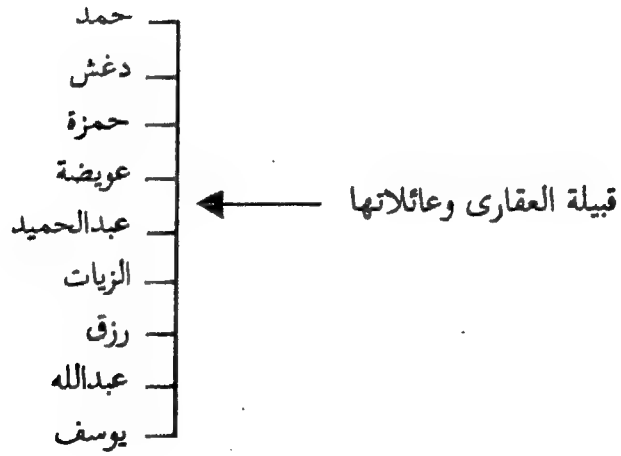 قبيلة العقارى وعائلاتها
حمد
دغش
حمزة
عويضة
عبدالحميد
الزيات
رزق
عبدالله
يوسف